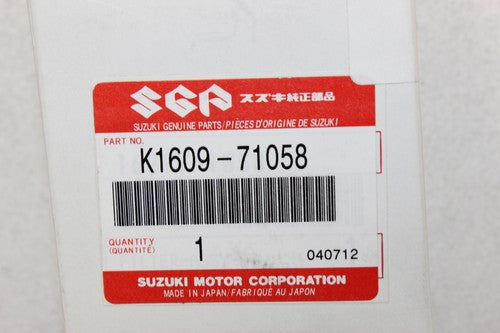 SGP スズキ純正部品
SUZUKI GENUINE PARTS/PIÈCES D'ORIGINE DE SUZUKI
PART NO.
K1609-71058
QUANTITY
(QUANTITÉ)
1
040712
SUZUKI MOTOR CORPORATION
MADE IN JAPAN/FABRIQUÉ AU JAPON